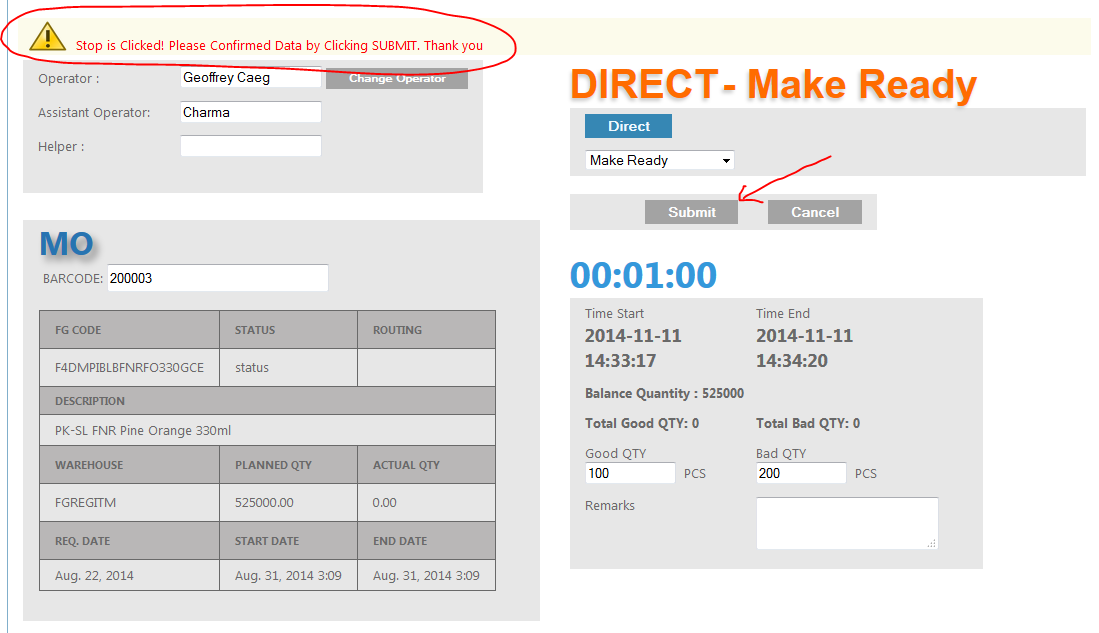 Stop is Clicked! Please Confirmed Data by Clicking SUBMIT. Thank you
Operator :
Geoffrey Caeg
Change Operator
Assistant Operator:
Charma
Helper :
MO
BARCODE:
200003
FG CODE
STATUS
ROUTING
F4DMPIBLBFNRFO330GCE
status
DESCRIPTION
PK-SL FNR Pine Orange 330ml
WAREHOUSE
PLANNED QTY
ACTUAL QTY
FGREGITM
525000.00
0.00
REQ. DATE
START DATE
END DATE
Aug. 22, 2014
Aug. 31, 2014 3:09
Aug. 31, 2014 3:09
DIRECT - Make Ready
Direct
Make Ready
Submit
Cancel
00:01:00
Time Start
Time End
2014-11-11
2014-11-11
14:33:17
14:34:20
Balance Quantity : 525000
Total Good QTY: 0
Total Bad QTY: 0
Good QTY
Bad QTY
100
PCS
200
PCS
Remarks